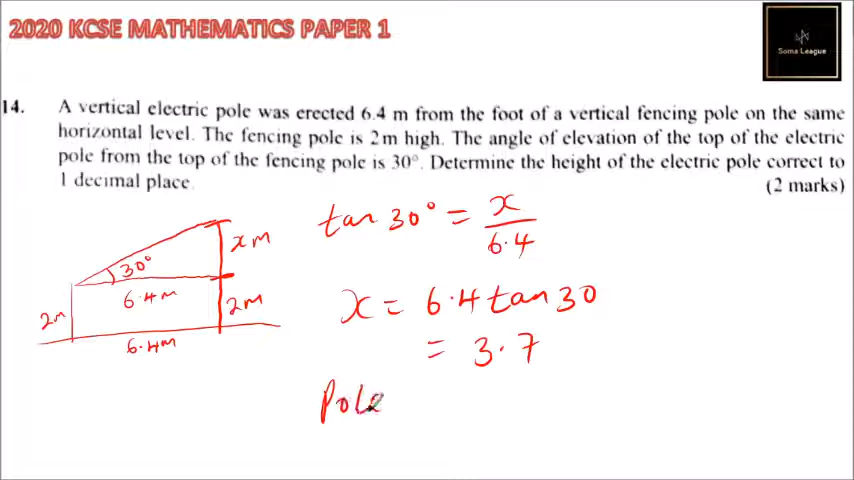 2020 KCSE MATHEMATICS PAPER 1
Soma League
14. A vertical electric pole was erected 6.4 m from the foot of a vertical fencing pole on the same
horizontal level. The fencing pole is 2m high. The angle of elevation of the top of the electric
pole from the top of the fencing pole is 30°. Determine the height of the electric pole correct to
1 decimal place. (2 marks)
tan 30° = x/6.4
x m
30°
6.4m
2m
2m
6.4m
x = 6.4 tan 30
= 3.7
Pole